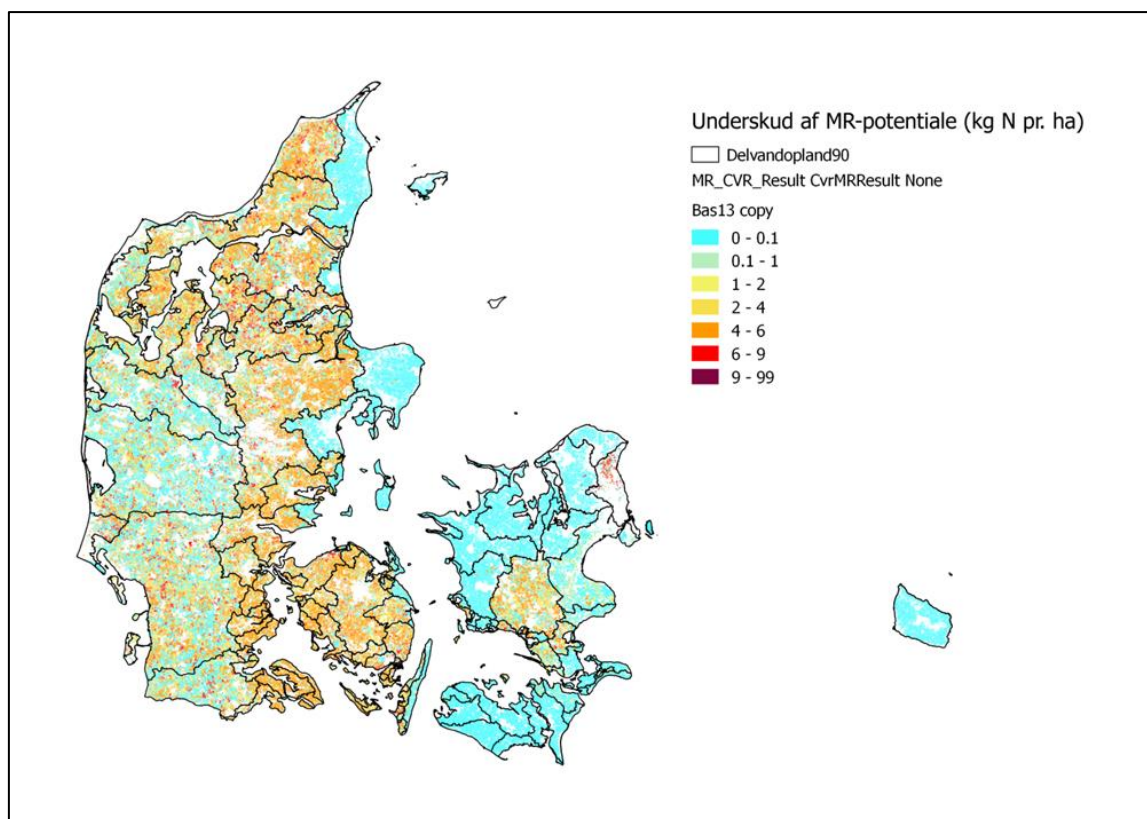 Underskud af MR-potentiale (kg N pr. ha)
Delvandopland90
MR_CVR_Result CvrMRResult None
Bas13 copy
0 - 0.1
0.1 - 1
1 - 2
2 - 4
4 - 6
6 - 9
9 - 99